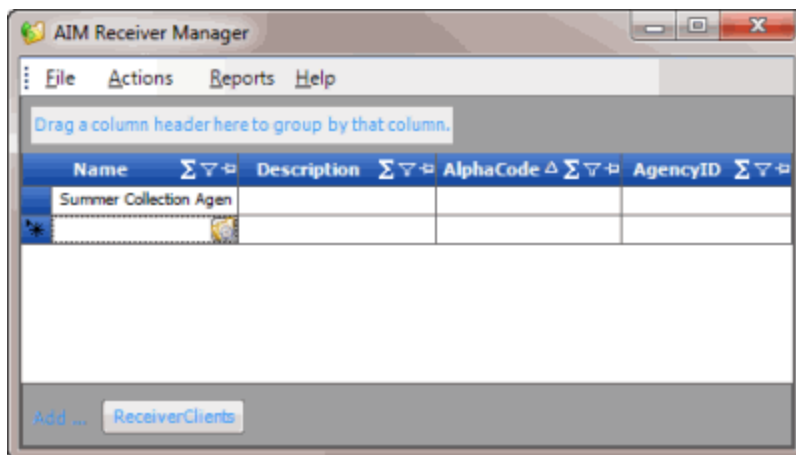 AIM Receiver Manager
File Actions Reports Help
Drag a column header here to group by that column.
Name Description AlphaCode AgencyID
Summer Collection Agen
Add ... ReceiverClients